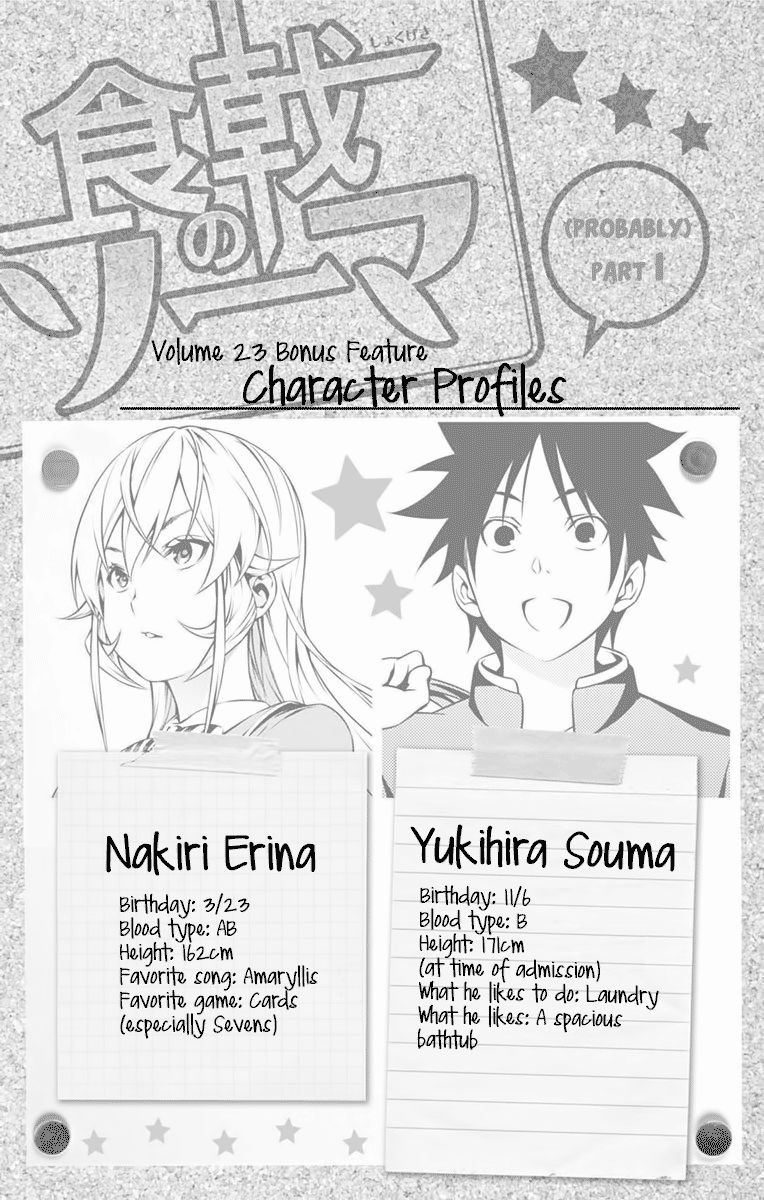 しょくげき
食戟の
ソーマ
(PROBABLY)
PART 1
Volume 23 Bonus Feature
Character Profiles
Nakiri Erina
Birthday: 3/23
Blood type: AB
Height: 162cm
Favorite song: Amaryllis
Favorite game: Cards
(especially Sevens)
Yukihira Souma
Birthday: 11/6
Blood type: B
Height: 171cm
(at time of admission)
What he likes to do: Laundry
What he likes: A spacious
bathtub